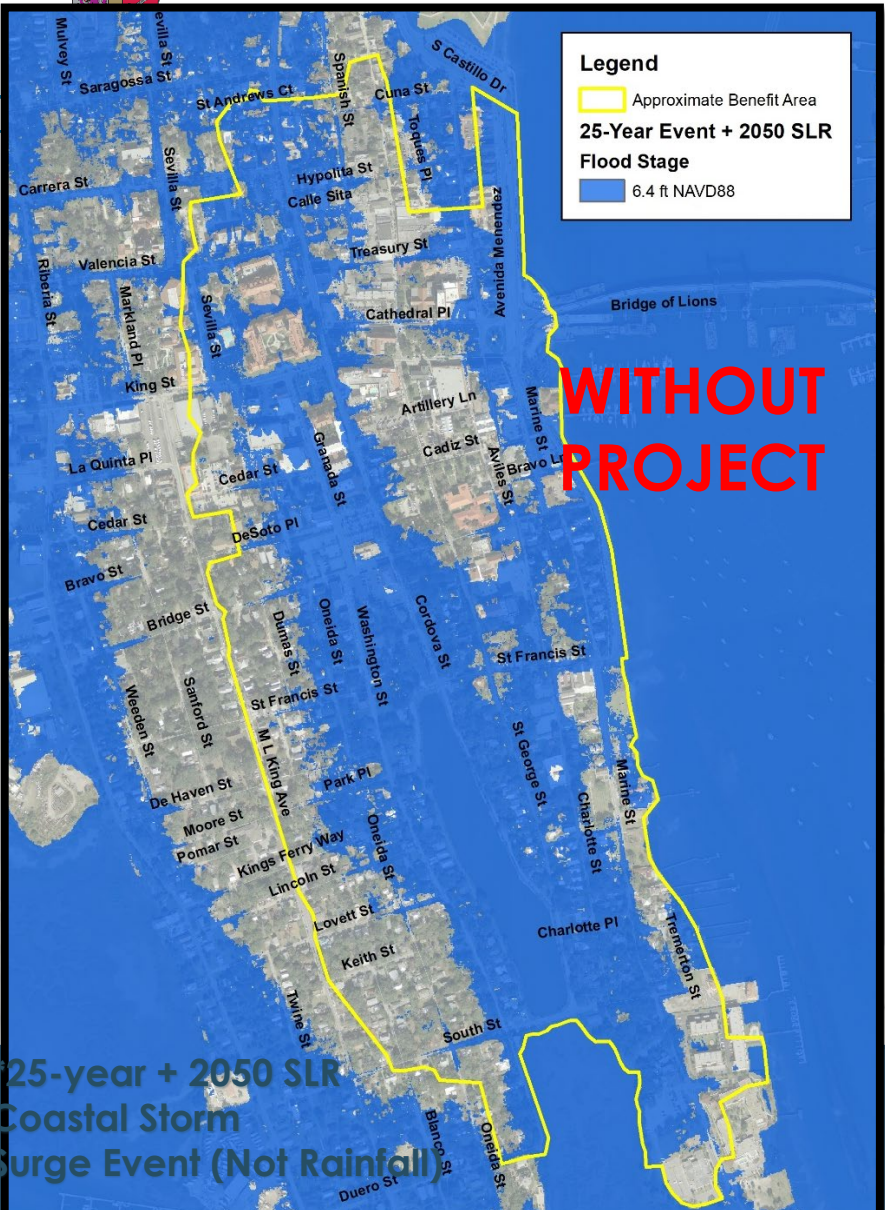 Mulvey St
evilla St
Saragossa St
St Andrews Ct
Spanish St
S Castillo Dr
Cuna St
Toques Pl
Legend
Approximate Benefit Area
25-Year Event + 2050 SLR
Flood Stage
6.4 ft NAVD88
Carrera St
Sevilla St
Hypolita St
Calle Sita
Treasury St
Avenida Menendez
Valencia St
Riberia St
Markland Pl
Sevilla St
Cathedral Pl
Bridge of Lions
King St
WITHOUT
PROJECT
Artillery Ln
Marine St
Cadiz St
Aviles St
Bravo Ln
La Quinta Pl
Cedar St
Granada St
Cedar St
DeSoto Pl
Bravo St
Bridge St
Dumas St
Oneida St
Washington St
Cordova St
St Francis St
Weeden St
Sanford St
St Francis St
M L King Ave
St George St
Marine St
De Haven St
Park Pl
Charlotte St
Moore St
Pomar St
Kings Ferry Way
Oneida St
Lincoln St
Lovett St
Charlotte Pl
Keith St
Tremerton St
Twine St
South St
*25-year + 2050 SLR
Coastal Storm
Surge Event (Not Rainfall)
Blanco St
Oneida St
Duero St